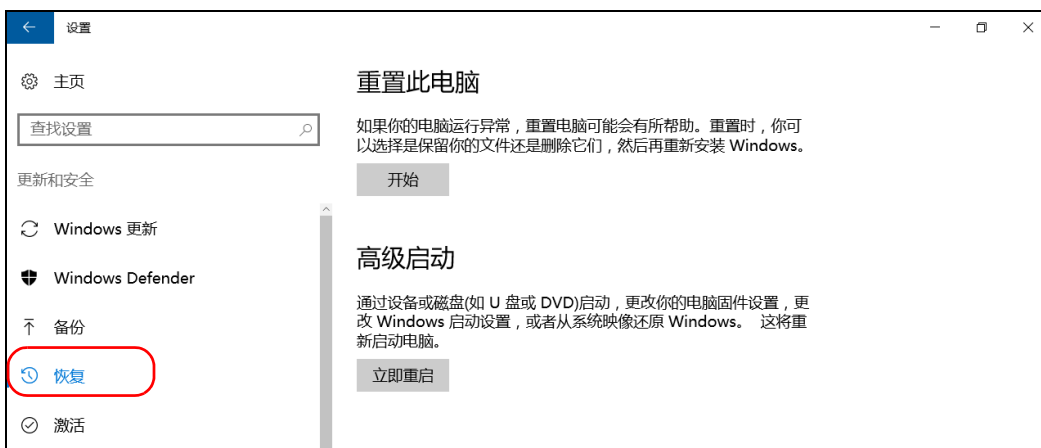 设置
主页
查找设置
更新和安全
Windows 更新
Windows Defender
备份
恢复
激活
重置此电脑
如果你的电脑运行异常，重置电脑可能会有所帮助。重置时，你可
以选择是保留你的文件还是删除它们，然后再重新安装 Windows。
开始
高级启动
通过设备或磁盘(如 U 盘或 DVD)启动，更改你的电脑固件设置，更
改 Windows 启动设置，或者从系统映像还原 Windows。 这将重
新启动电脑。
立即重启